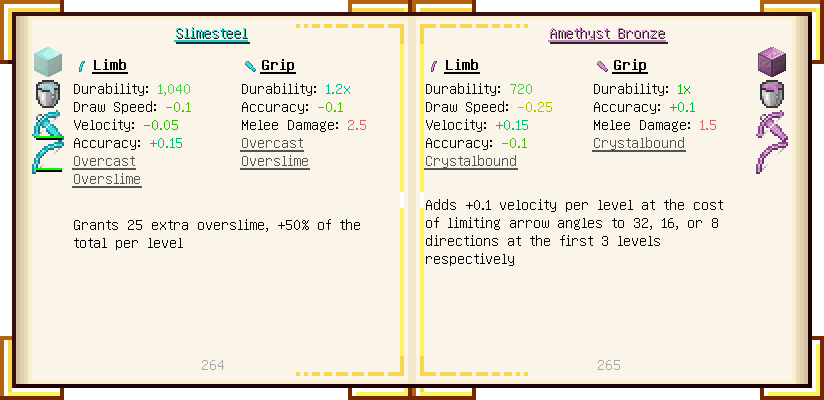 Slimesteel
Limb
Durability: 1,040
Draw Speed: -0.1
Velocity: -0.05
Accuracy: +0.15
Overcast
Overslime
Grip
Durability: 1.2x
Accuracy: -0.1
Melee Damage: 2.5
Overcast
Overslime
Grants 25 extra overslime, +50% of the
total per level
264
Amethyst Bronze
Limb
Durability: 720
Draw Speed: -0.25
Velocity: +0.15
Accuracy: -0.1
Crystalbound
Grip
Durability: 1x
Accuracy: +0.1
Melee Damage: 1.5
Crystalbound
Adds +0.1 velocity per level at the cost
of limiting arrow angles to 32, 16, or 8
directions at the first 3 levels
respectively
265